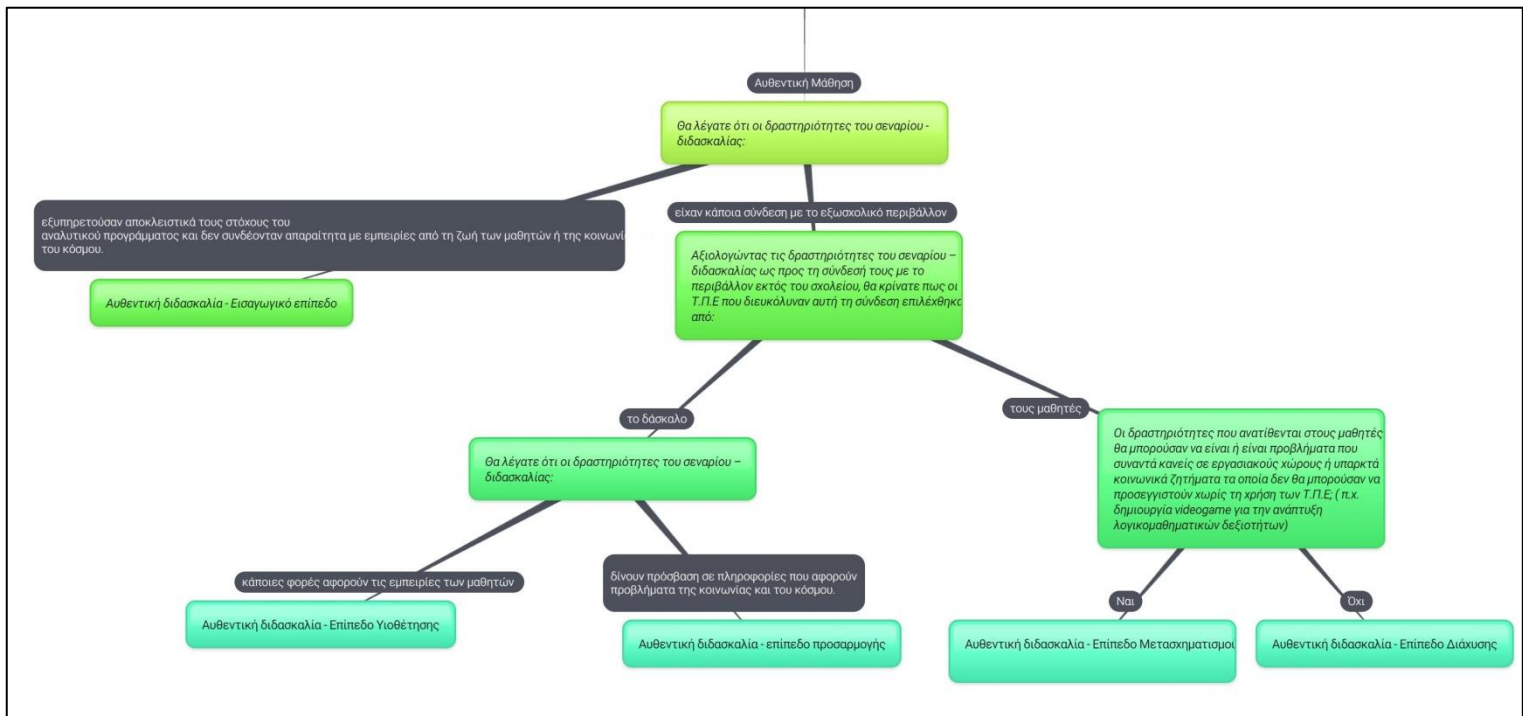 Αυθεντική Μάθηση
Θα λέγατε ότι οι δραστηριότητες του σεναρίου -
διδασκαλίας:
εξυπηρετούσαν αποκλειστικά τους στόχους του
αναλυτικού προγράμματος και δεν συνδέονταν απαραίτητα με εμπειρίες από τη ζωή των μαθητών ή της κοινωνί
του κόσμου.
είχαν κάποια σύνδεση με το εξωσχολικό περιβάλλον
Αυθεντική διδασκαλία - Εισαγωγικό επίπεδο
Αξιολογώντας τις δραστηριότητες του σεναρίου –
διδασκαλίας ως προς τη σύνδεσή τους με το
περιβάλλον εκτός του σχολείου, θα κρίνατε πως οι
Τ.Π.Ε που διευκόλυναν αυτή τη σύνδεση επιλέχθηκα
από:
το δάσκαλο
τους μαθητές
Θα λέγατε ότι οι δραστηριότητες του σεναρίου –
διδασκαλίας:
Οι δραστηριότητες που ανατίθενται στους μαθητές
θα μπορούσαν να είναι ή είναι προβλήματα που
συναντά κανείς σε εργασιακούς χώρους ή υπαρκτά
κοινωνικά ζητήματα τα οποία δεν θα μπορούσαν να
προσεγγιστούν χωρίς τη χρήση των Τ.Π.Ε; ( π.χ.
δημιουργία videogame για την ανάπτυξη
λογικομαθηματικών δεξιοτήτων)
κάποιες φορές αφορούν τις εμπειρίες των μαθητών
δίνουν πρόσβαση σε πληροφορίες που αφορούν
προβλήματα της κοινωνίας και του κόσμου.
Ναι
Όχι
Αυθεντική διδασκαλία - Επίπεδο Υιοθέτησης
Αυθεντική διδασκαλία - επίπεδο προσαρμογής
Αυθεντική διδασκαλία - Επίπεδο Μετασχηματισμοι
Αυθεντική διδασκαλία - Επίπεδο Διάχυσης